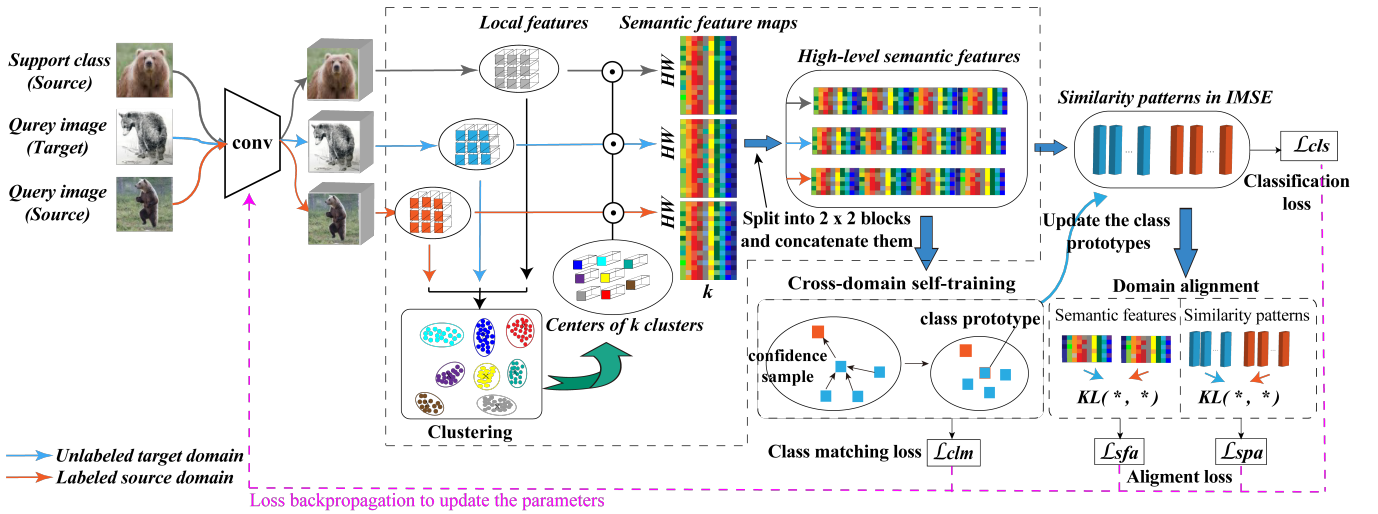 Local features
Semantic feature maps
Support class
(Source)
Qurey image
(Target)
Query image
(Source)
conv
HW
HW
HW
k
High-level semantic features
Similarity patterns in IMSE
ℒcls
Classification
loss
Split into 2 x 2 blocks
and concatenate them
Update the class
prototypes
Centers of k clusters
Clustering
Cross-domain self-training
class prototype
confidence
sample
Domain alignment
Semantic features
Similarity patterns
KL( * , * )
KL( * , * )
Class matching loss
ℒclm
ℒsfa
ℒspa
Aligment loss
Unlabeled target domain
Labeled source domain
Loss backpropagation to update the parameters